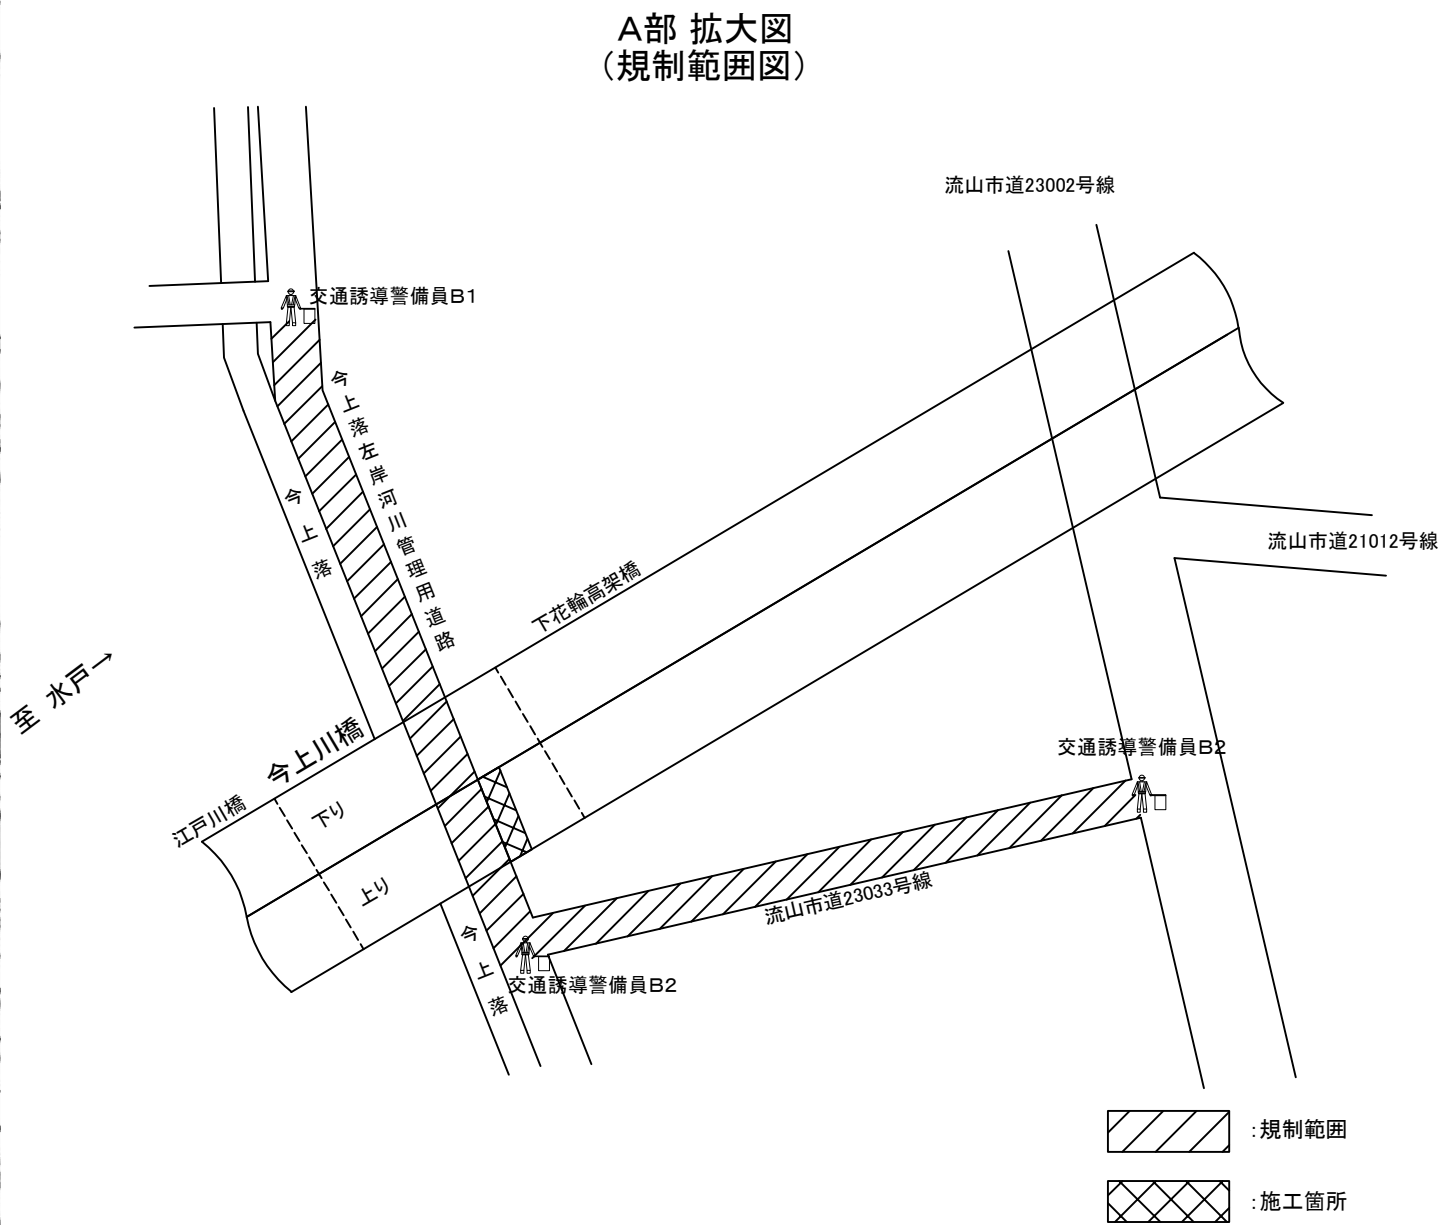 A部 拡大図
（規制範囲図）
流山市道23002号線
交通誘導警備員B1
今上落左岸河川管理用道路
今上落
流山市道21012号線
下花輪高架橋
至 水戸→
今上川橋
江戸川橋
下り
上り
交通誘導警備員B2
流山市道23033号線
今上落
交通誘導警備員B2
:規制範囲
:施工箇所